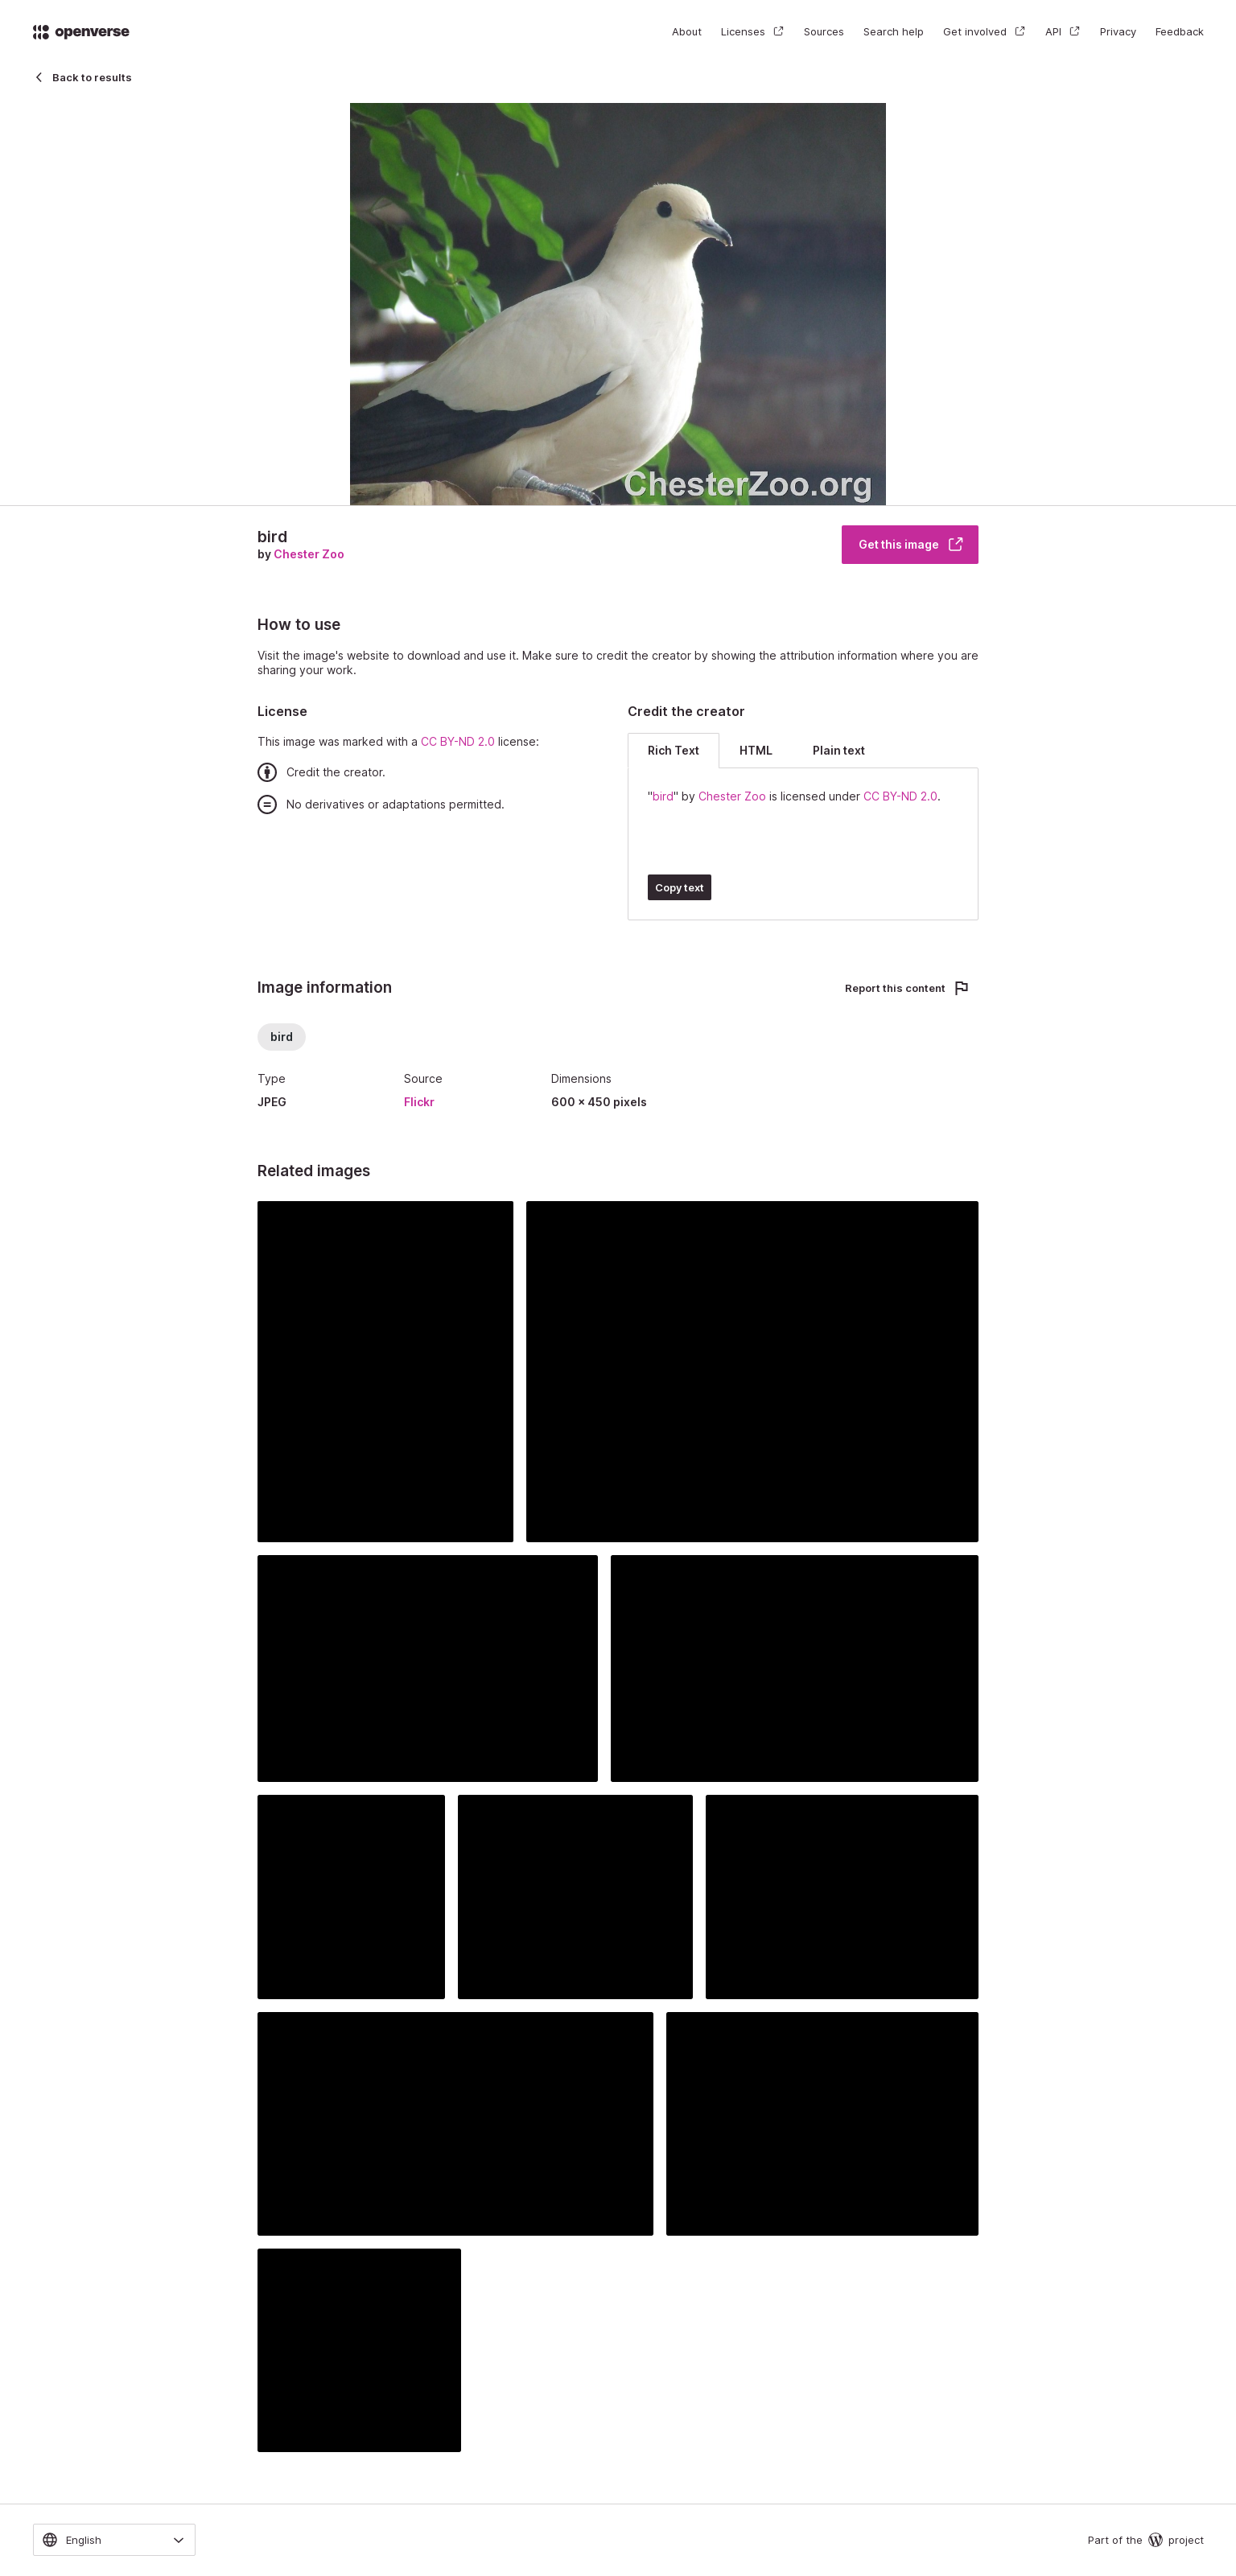 openverse
About
Licenses
Sources
Search help
Get involved
API
Privacy
Feedback
Back to results
ChesterZoo.org
bird
by Chester Zoo
Get this image
How to use
Visit the image's website to download and use it. Make sure to credit the creator by showing the attribution information where you are
sharing your work.
License
This image was marked with a CC BY-ND 2.0 license:
Credit the creator.
No derivatives or adaptations permitted.
Credit the creator
Rich Text
HTML
Plain text
"bird" by Chester Zoo is licensed under CC BY-ND 2.0.
Copy text
Image information
Report this content
bird
Type
JPEG
Source
Flickr
Dimensions
600 × 450 pixels
Related images
English
Part of the
project